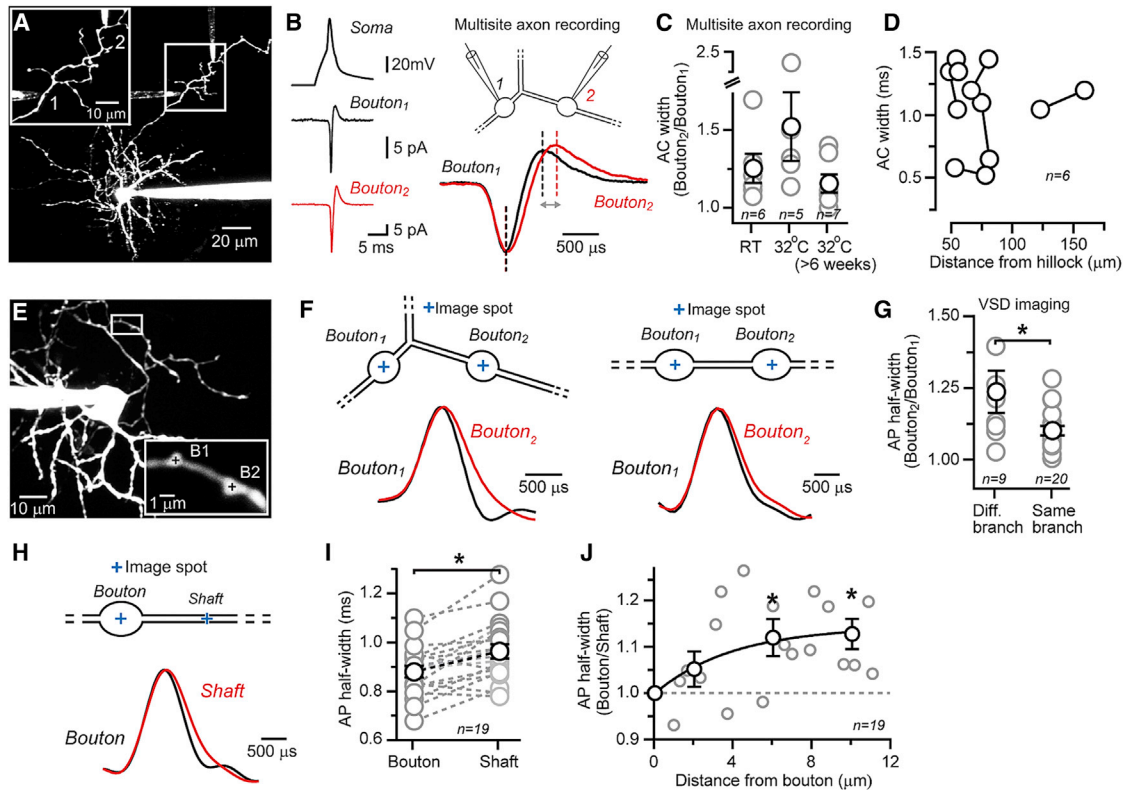 A
1
2
10 µm
20 µm
B
Soma
20mV
Bouton1
5 pA
Bouton2
5 pA
5 ms
Multisite axon recording
1
2
Bouton1
Bouton2
500 µs
C
Multisite axon recording
AC width
(Bouton2/Bouton1)
2.5
1.5
1.0
n=6
n=5
n=7
RT
32°C
32°C
(>6 weeks)
D
AC width (ms)
1.5
1.0
0.5
n=6
50
100
150
Distance from hillock (µm)
E
10 µm
B1
B2
1 µm
F
+Image spot
Bouton1
Bouton2
Bouton2
Bouton1
500 µs
+Image spot
Bouton1
Bouton2
Bouton2
Bouton1
500 µs
G
VSD imaging
AP half-width
(Bouton2/Bouton1)
1.50
1.25
1.00
*
n=9
n=20
Diff.
branch
Same
branch
H
+Image spot
Bouton
Shaft
Shaft
Bouton
500 µs
I
AP half-width (ms)
1.2
1.0
0.8
0.6
*
n=19
Bouton
Shaft
J
AP half-width
(Bouton/Shaft)
1.2
1.1
1.0
0.9
*
*
n=19
0
4
8
12
Distance from bouton (µm)